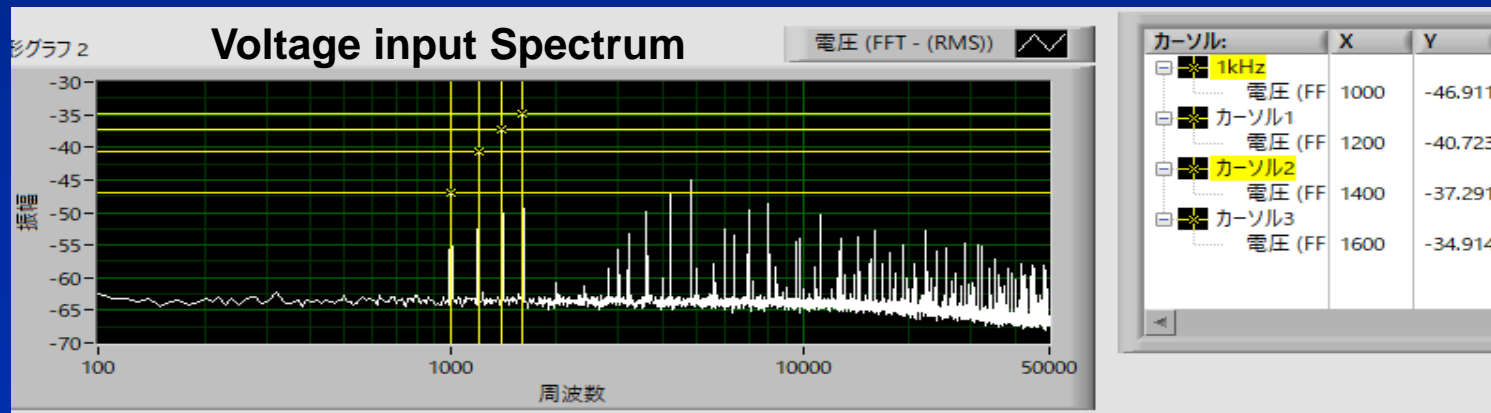 形グラフ 2
Voltage input Spectrum
電圧 (FFT - (RMS))
-30
-35
-40
-45
-50
-55
-60
-65
-70
振幅
100
1000
10000
50000
周波数
カーソル: X Y
1kHz
電圧 (FF 1000 -46.911
カーソル1
電圧 (FF 1200 -40.723
カーソル2
電圧 (FF 1400 -37.291
カーソル3
電圧 (FF 1600 -34.914